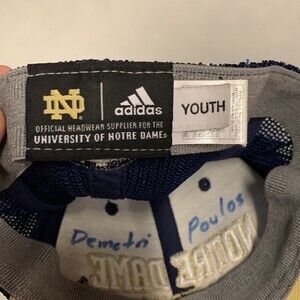 ND
adidas
YOUTH
OFFICIAL HEADWEAR SUPPLIER FOR THE
UNIVERSITY OF NOTRE DAME®
Demetri
Poulos
NOTRE DAME